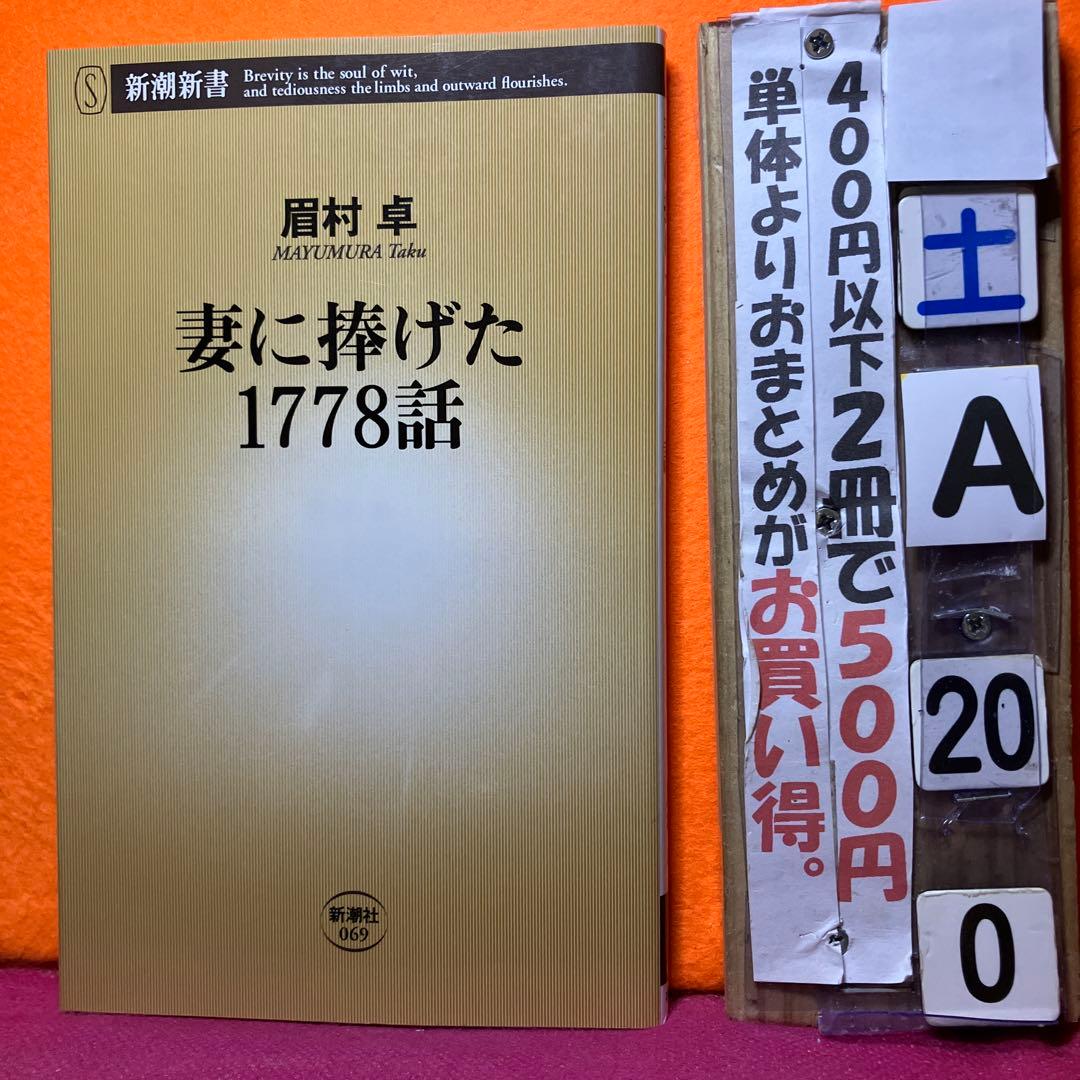 S
新潮新書
Brevity is the soul of wit,
and tediousness the limbs and outward flourishes.
眉村 卓
MAYUMURA Taku
妻に捧げた
1778話
新潮社
069
400円以下2冊で500円
単体よりおまとめがお買い得。
土
A
20
0